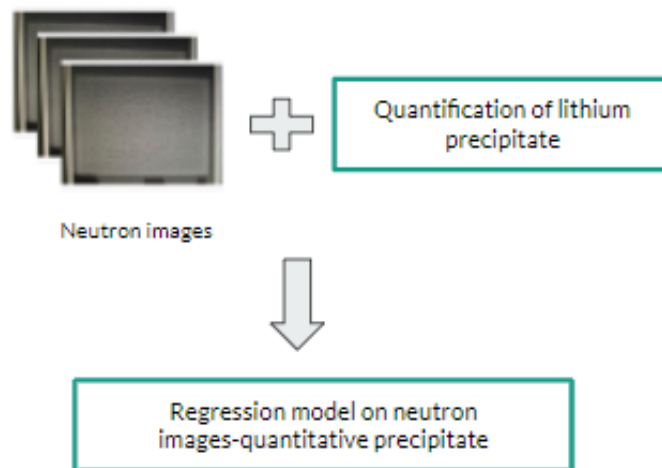 Quantification of lithium
precipitate
Neutron images
Regression model on neutron
images-quantitative precipitate